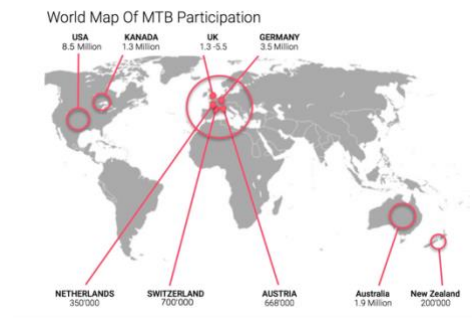 World Map Of MTB Participation
USA
8.5 Million
KANADA
1.3 Million
UK
1.3 -5.5
GERMANY
3.5 Million
NETHERLANDS
350'000
SWITZERLAND
700'000
AUSTRIA
668'000
Australia
1.9 Million
New Zealand
200'000